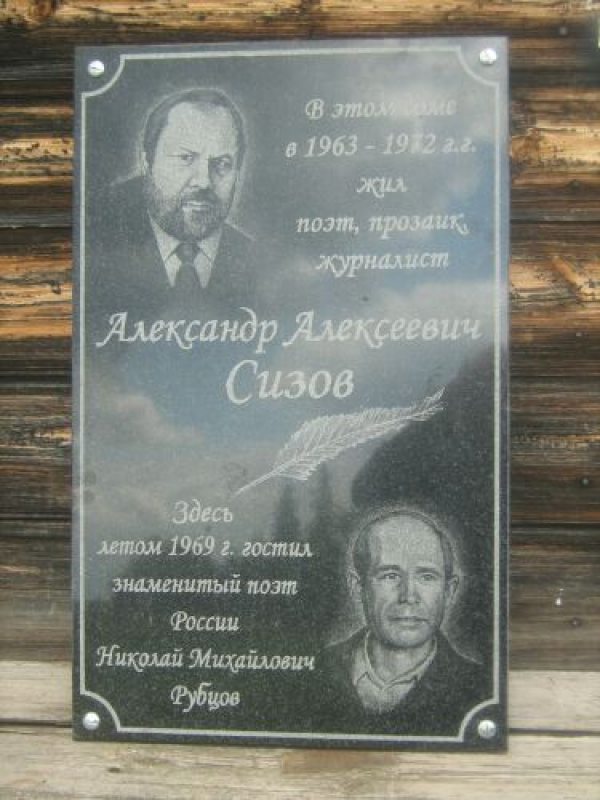 В этом доме
в 1963 - 1972 г.г.
жил
поэт, прозаик,
журналист
Александр Алексеевич
Сизов
Здесь
летом 1969 г. гостил
знаменитый поэт
России
Николай Михайлович
Рубцов